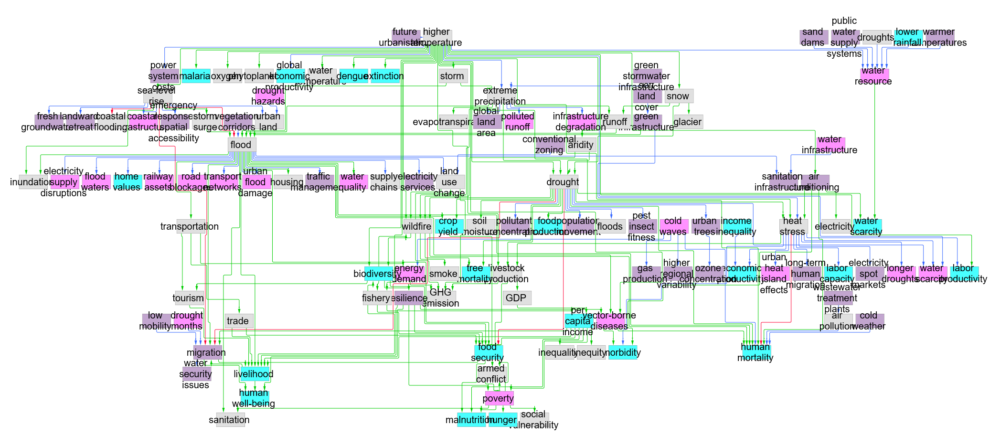 future
urbanisation
higher
temperature
sand
dams
public
water
supply
systems
droughts
lower
rainfall
warmer
temperatures
power
system
costs
malaria
oxygen
global
economic
productivity
water
temperature
dengue
extinction
storm
green
stormwater
infrastructure
water
resource
sea-level
rise
drought
hazards
extreme
precipitation
soft
land
cover
snow
fresh
groundwater
landward
retreat
coastal
flooding
coastal
infrastructure
emergency
response
spatial
accessibility
storm
surge
vegetation
corridors
urban
land
global
land
area
polluted
runoff
infrastructure
degradation
runoff
green
infrastructure
glacier
flood
conventional
zoning
aridity
water
infrastructure
inundation
electricity
supply
disruptions
flood
waters
home
values
railway
assets
road
blockages
transport
networks
urban
flood
damage
housing
traffic
management
water
quality
supply
chains
electricity
services
land
use
change
drought
sanitation
infrastructure
air
conditioning
transportation
wildfire
crop
yield
soil
moisture
pollutant
concentration
food
production
population
movement
floods
pest
insect
fitness
cold
waves
urban
trees
income
inequality
heat
stress
electricity
water
scarcity
biodiversity
energy
demand
smoke
tree
mortality
livestock
production
gas
production
higher
regional
variability
ozone
concentration
economic
productivity
urban
heat
island
effects
long-term
human
migration
labor
capacity
electricity
spot
markets
longer
droughts
water
scarcity
labor
productivity
tourism
fishery
resilience
GHG
emission
GDP
wastewater
treatment
plants
low
mobility
drought
months
trade
per
capita
income
vector-borne
diseases
air
pollution
cold
weather
migration
food
security
inequality
inequity
morbidity
human
mortality
water
security
issues
livelihood
armed
conflict
human
well-being
poverty
sanitation
malnutrition
hunger
social
vulnerability